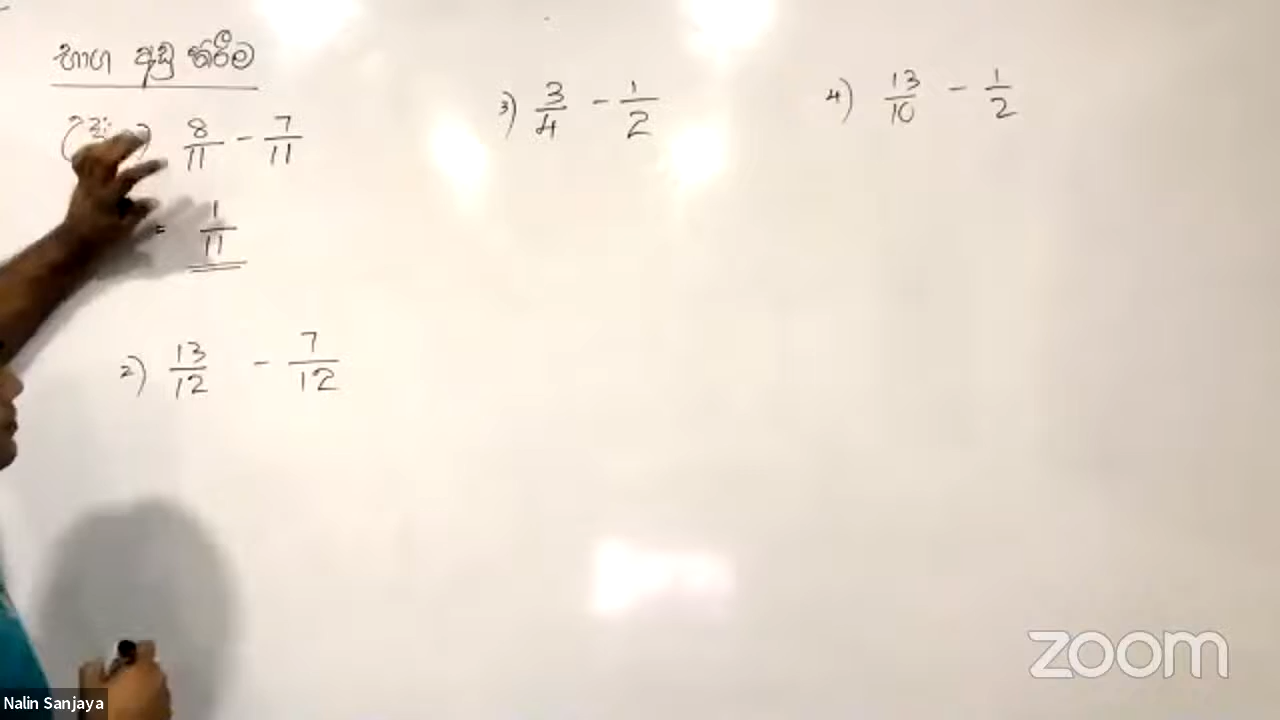 භාග අඩු කිරීම
8/11 - 7/11
= 1/11
2) 13/12 - 7/12
3) 3/4 - 1/2
4) 13/10 - 1/2
zoom
Nalin Sanjaya